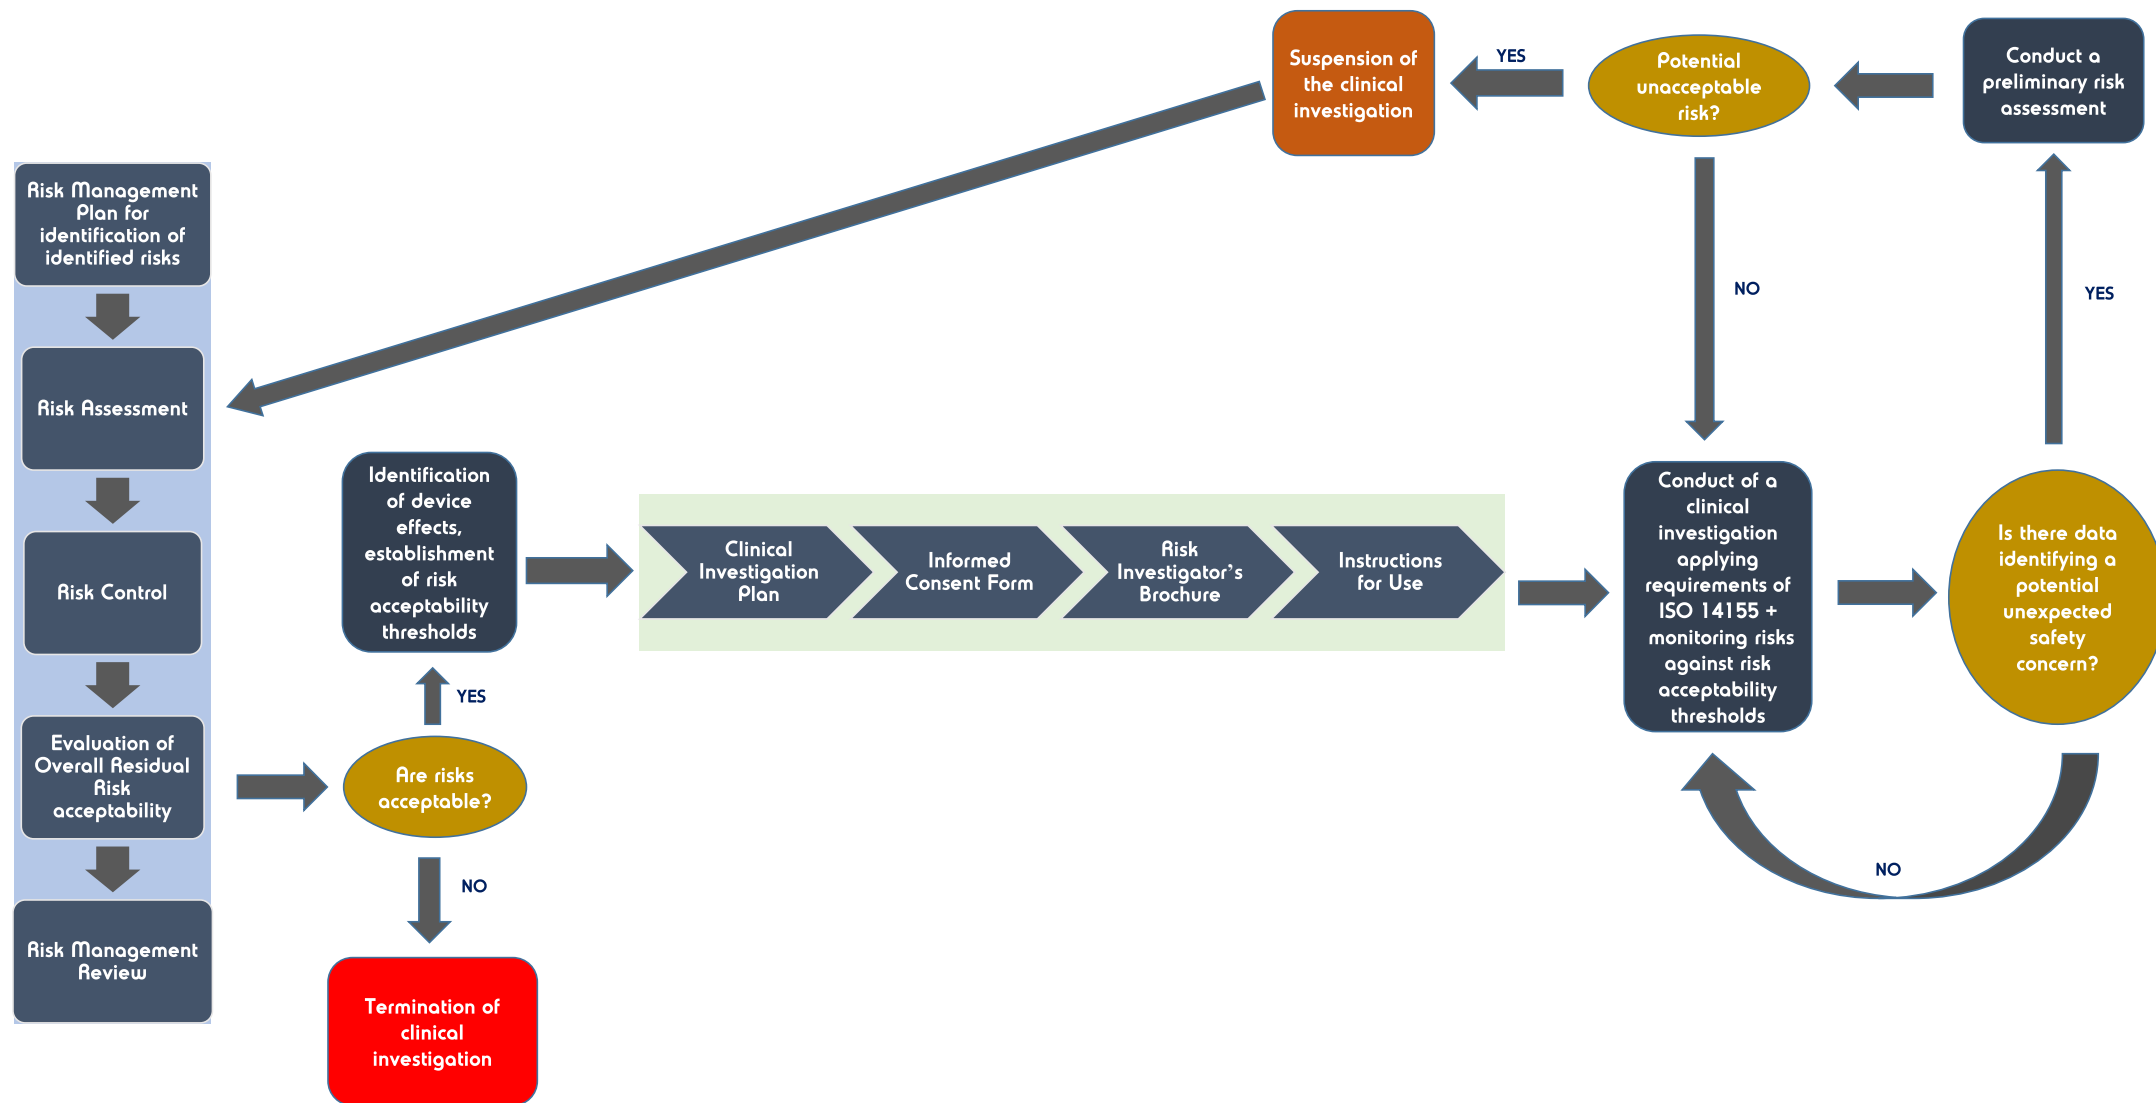 Risk Management
Plan for
identification of
identified risks
Risk Assessment
Risk Control
Evaluation of
Overall Residual
Risk
acceptability
Risk Management
Review
Are risks
acceptable?
YES
NO
Termination of
clinical
investigation
Identification
of device
effects,
establishment
of risk
acceptability
thresholds
Clinical
Investigation
Plan
Informed
Consent Form
Risk
Investigator's
Brochure
Instructions
for Use
Conduct of a
clinical
investigation
applying
requirements of
ISO 14155 +
monitoring risks
against risk
acceptability
thresholds
Is there data
identifying a
potential
unexpected
safety
concern?
NO
YES
Conduct a
preliminary risk
assessment
Potential
unacceptable
risk?
NO
YES
Suspension of
the clinical
investigation